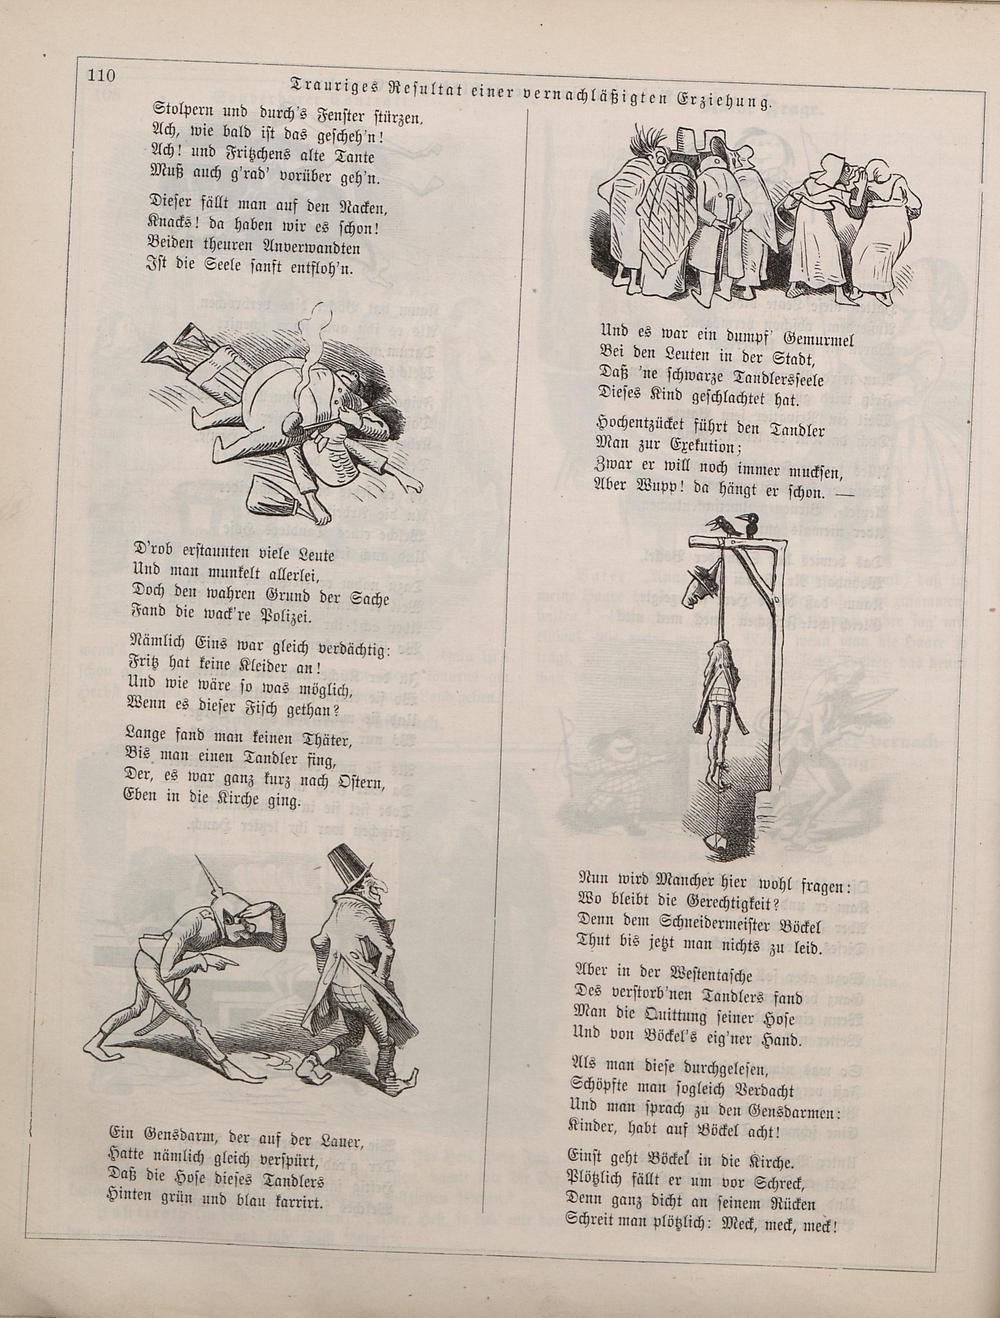 110
Trauriges Resultat einer vernachläßigten Erziehung.
Stolpern und durch's Fenster stürzen,
Ach, wie bald ist das gescheh'n!
Ach! und Fritzchens alte Tante
Muß auch g'rad' vorüber geh'n.
Dieser fällt man auf den Nacken,
Knacks! da haben wir es schon!
Beiden theuren Anverwandten
Ist die Seele sanft entfloh'n.
D'rob erstaunten viele Leute
Und man munkelt allerlei,
Doch den wahren Grund der Sache
Fand die wack're Polizei.
Nämlich Eins war gleich verdächtig:
Fritz hat keine Kleider an!
Und wie wäre so was möglich,
Wenn es dieser Fisch gethan?
Lange fand man keinen Thäter,
Bis man einen Tandler fing,
Der, es war ganz kurz nach Ostern,
Eben in die Kirche ging.
Ein Gensdarm, der auf der Lauer,
Hatte nämlich gleich verspürt,
Daß die Hose dieses Tandlers
Hinten grün und blau karrirt.
Und es war ein dumpf' Gemurmel
Bei den Leuten in der Stadt,
Daß 'ne schwarze Tandlersseele
Dieses Kind geschlachtet hat.
Hochentzücket führt den Tandler
Man zur Exekution;
Zwar er will noch immer mucksen,
Aber Wupp! da hängt er schon. —
Nun wird Mancher hier wohl fragen:
Wo bleibt die Gerechtigkeit?
Denn dem Schneidermeister Böckel
Thut bis jetzt man nichts zu leid.
Aber in der Westentasche
Des verstorb'nen Tandlers fand
Man die Quittung seiner Hose
Und von Böckel's eig'ner Hand.
Als man diese durchgelesen,
Schöpfte man sogleich Verdacht
Und man sprach zu den Gensdarmen:
Kinder, habt auf Böckel acht!
Einst geht Böckel in die Kirche.
Plötzlich fällt er um vor Schreck,
Denn ganz dicht an seinem Rücken
Schreit man plötzlich: Meck, meck, meck!